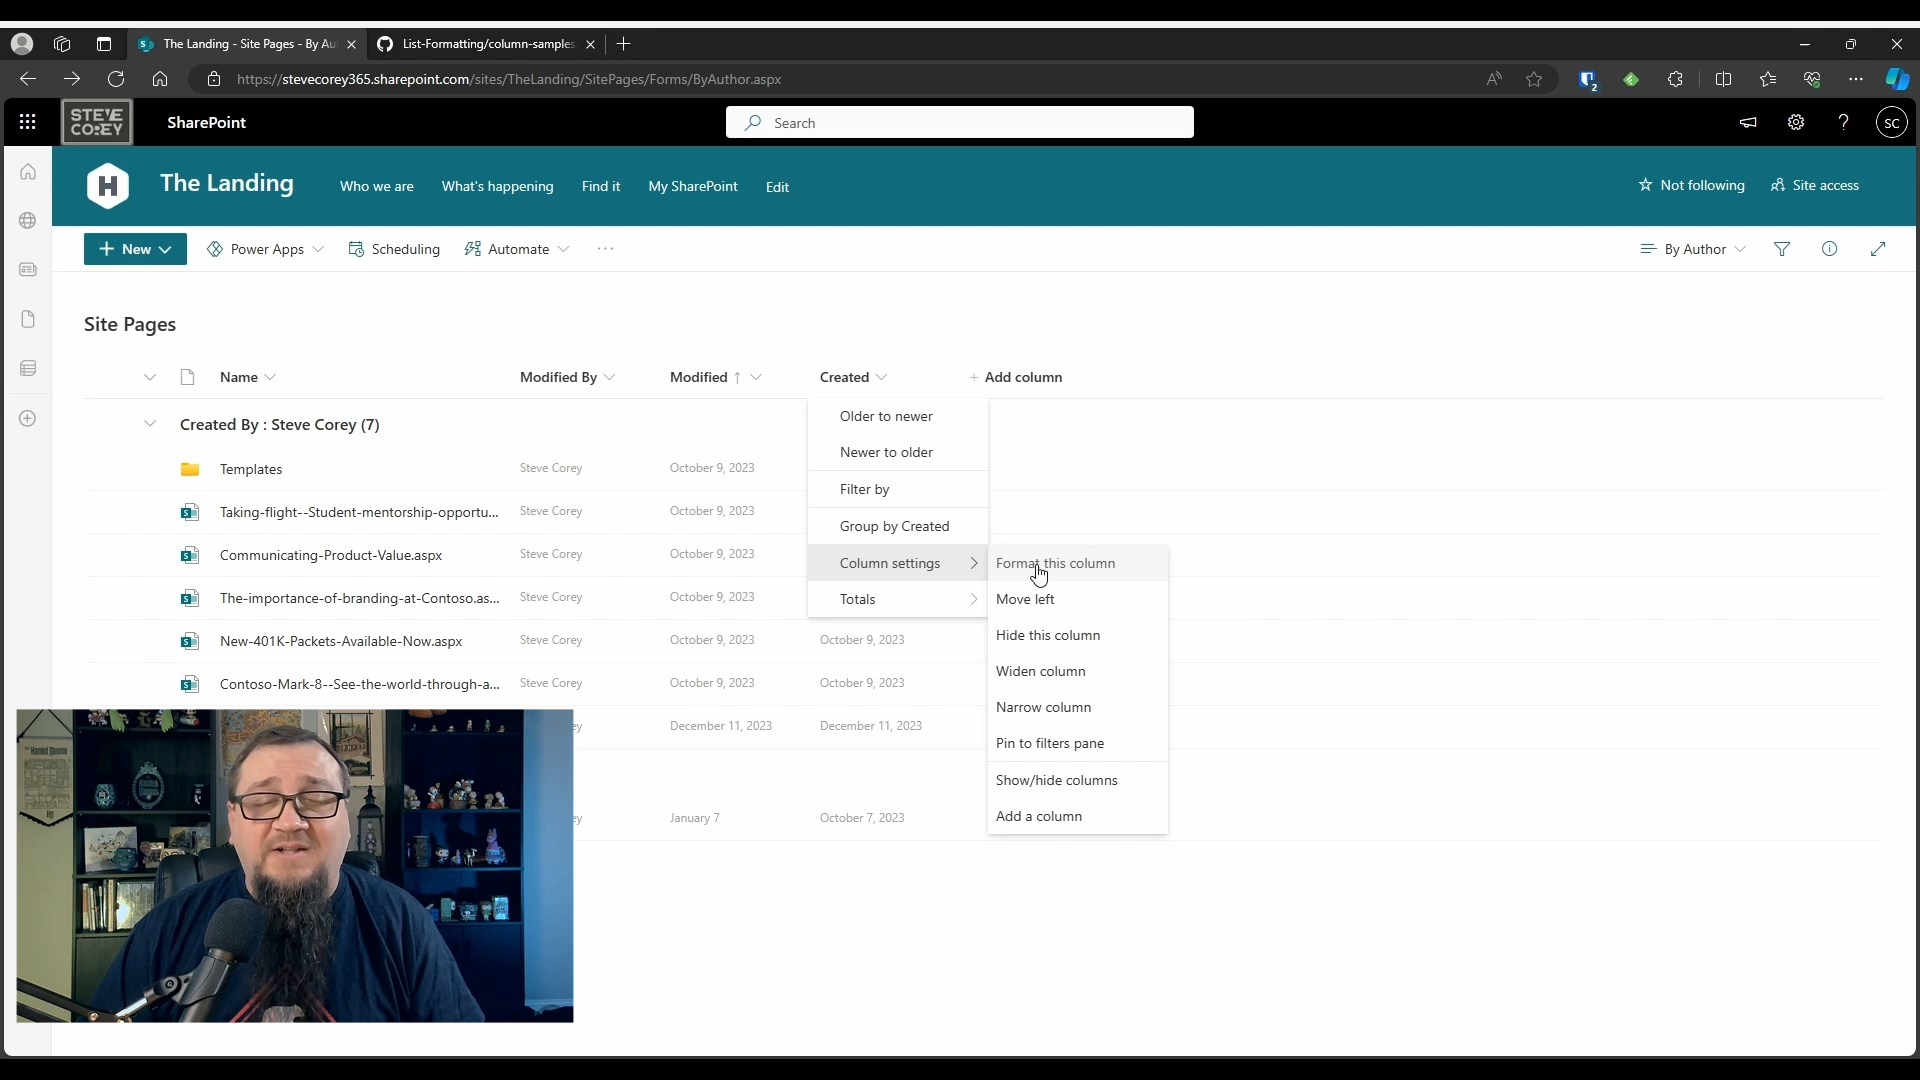 The Landing - Site Pages - By Au
List-Formatting/column-samples
https://stevecorey365.sharepoint.com/sites/TheLanding/SitePages/Forms/ByAuthor.aspx
2
STEVE
COREY
SharePoint
Search
SC
H
The Landing
Who we are
What's happening
Find it
My SharePoint
Edit
Not following
Site access
New
Power Apps
Scheduling
Automate
By Author
Site Pages
Name
Modified By
Modified
Created
Add column
Created By : Steve Corey (7)
Older to newer
Newer to older
Filter by
Group by Created
Column settings
Totals
Format this column
Move left
Hide this column
Widen column
Narrow column
Pin to filters pane
Show/hide columns
Add a column
Templates
Steve Corey
October 9, 2023
Taking-flight--Student-mentorship-opportu...
Steve Corey
October 9, 2023
Communicating-Product-Value.aspx
Steve Corey
October 9, 2023
The-importance-of-branding-at-Contoso.as...
Steve Corey
October 9, 2023
New-401K-Packets-Available-Now.aspx
Steve Corey
October 9, 2023
October 9, 2023
Contoso-Mark-8--See-the-world-through-a...
Steve Corey
October 9, 2023
October 9, 2023
ey
December 11, 2023
December 11, 2023
ey
January 7
October 7, 2023